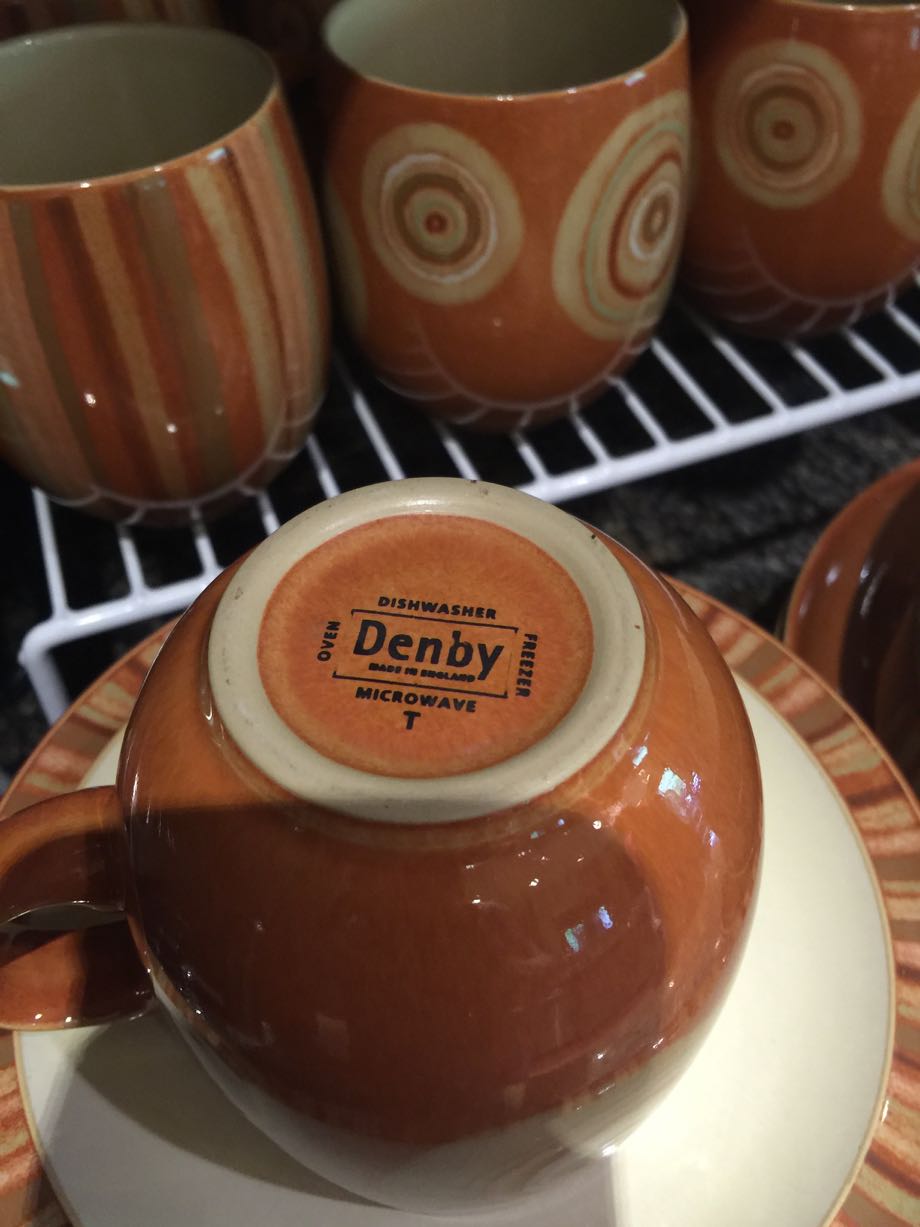 DISHWASHER
OVEN
Denby
FREEZER
MADE IN ENGLAND
MICROWAVE
T